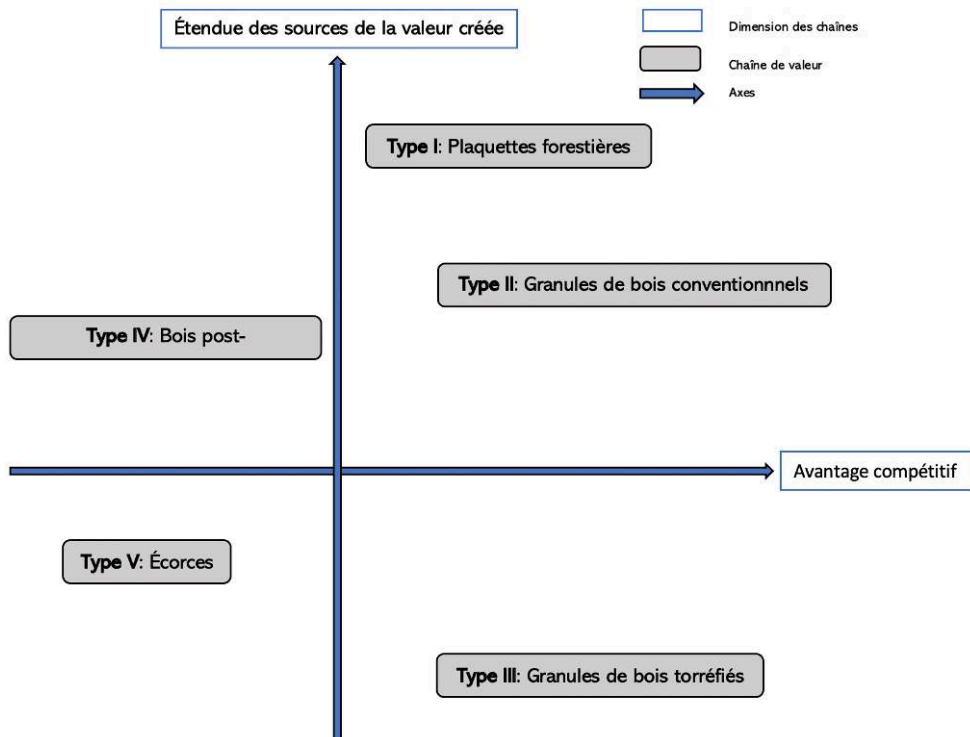 Étendue des sources de la valeur créée
Dimension des chaînes
Chaîne de valeur
Axes
Type I: Plaquettes forestières
Type II: Granules de bois conventionnnels
Type IV: Bois post-
Avantage compétitif
Type V: Écorces
Type III: Granules de bois torréfiés